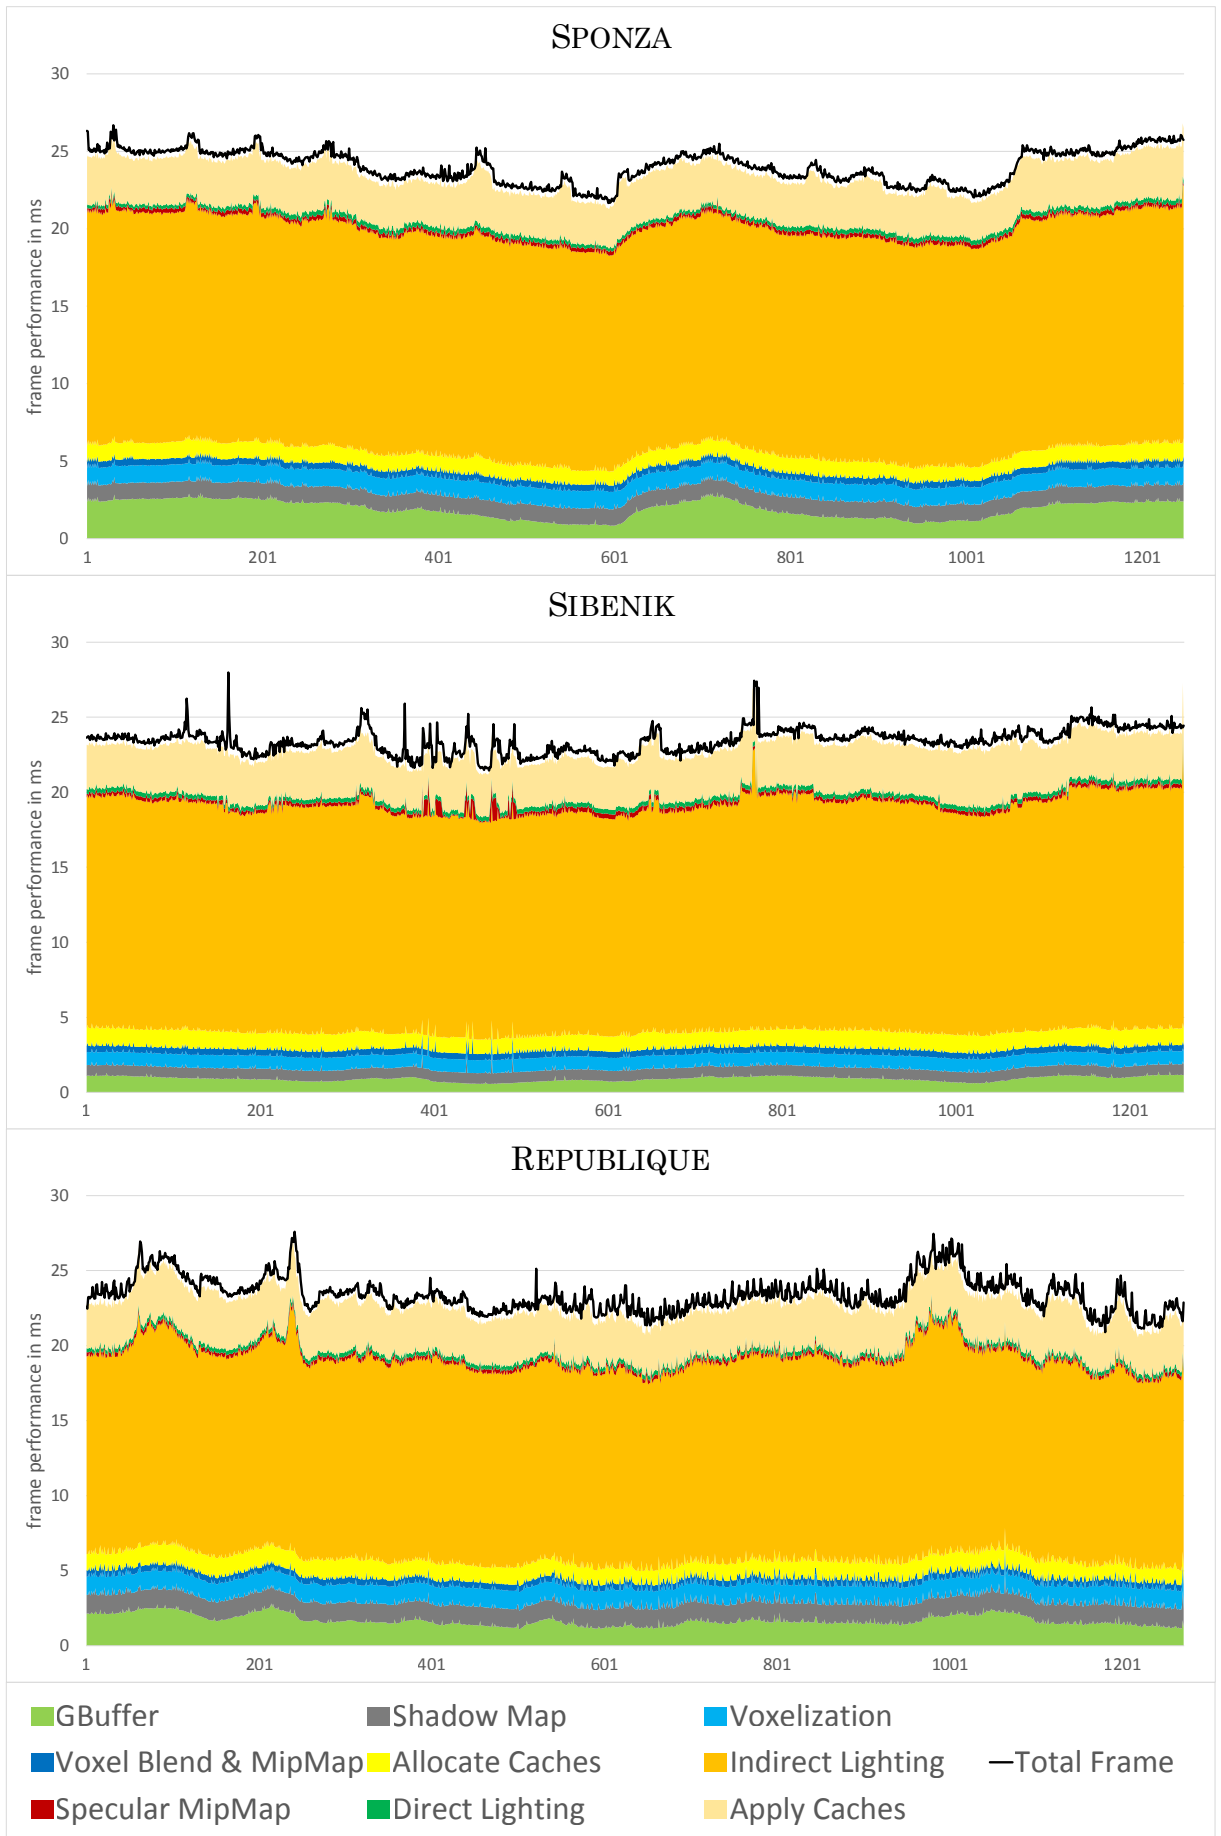 SPONZA
30
25
20
15
10
5
0
frame performance in ms
1 201 401 601 801 1001 1201
SIBENIK
30
25
20
15
10
5
0
frame performance in ms
1 201 401 601 801 1001 1201
REPUBLIQUE
30
25
20
15
10
5
0
frame performance in ms
1 201 401 601 801 1001 1201
GBuffer Shadow Map Voxelization
Voxel Blend & MipMap Allocate Caches Indirect Lighting Total Frame
Specular MipMap Direct Lighting Apply Caches